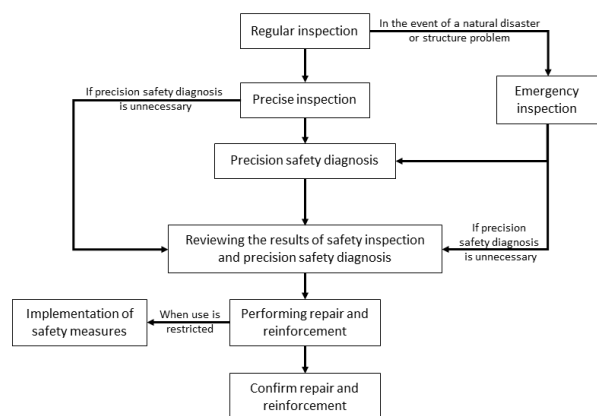 Regular inspection
In the event of a natural disaster
or structure problem
If precision safety diagnosis
is unnecessary
Precise inspection
Emergency
inspection
Precision safety diagnosis
Reviewing the results of safety inspection
and precision safety diagnosis
If precision
safety diagnosis
is unnecessary
Implementation of
safety measures
When use is
restricted
Performing repair and
reinforcement
Confirm repair and
reinforcement